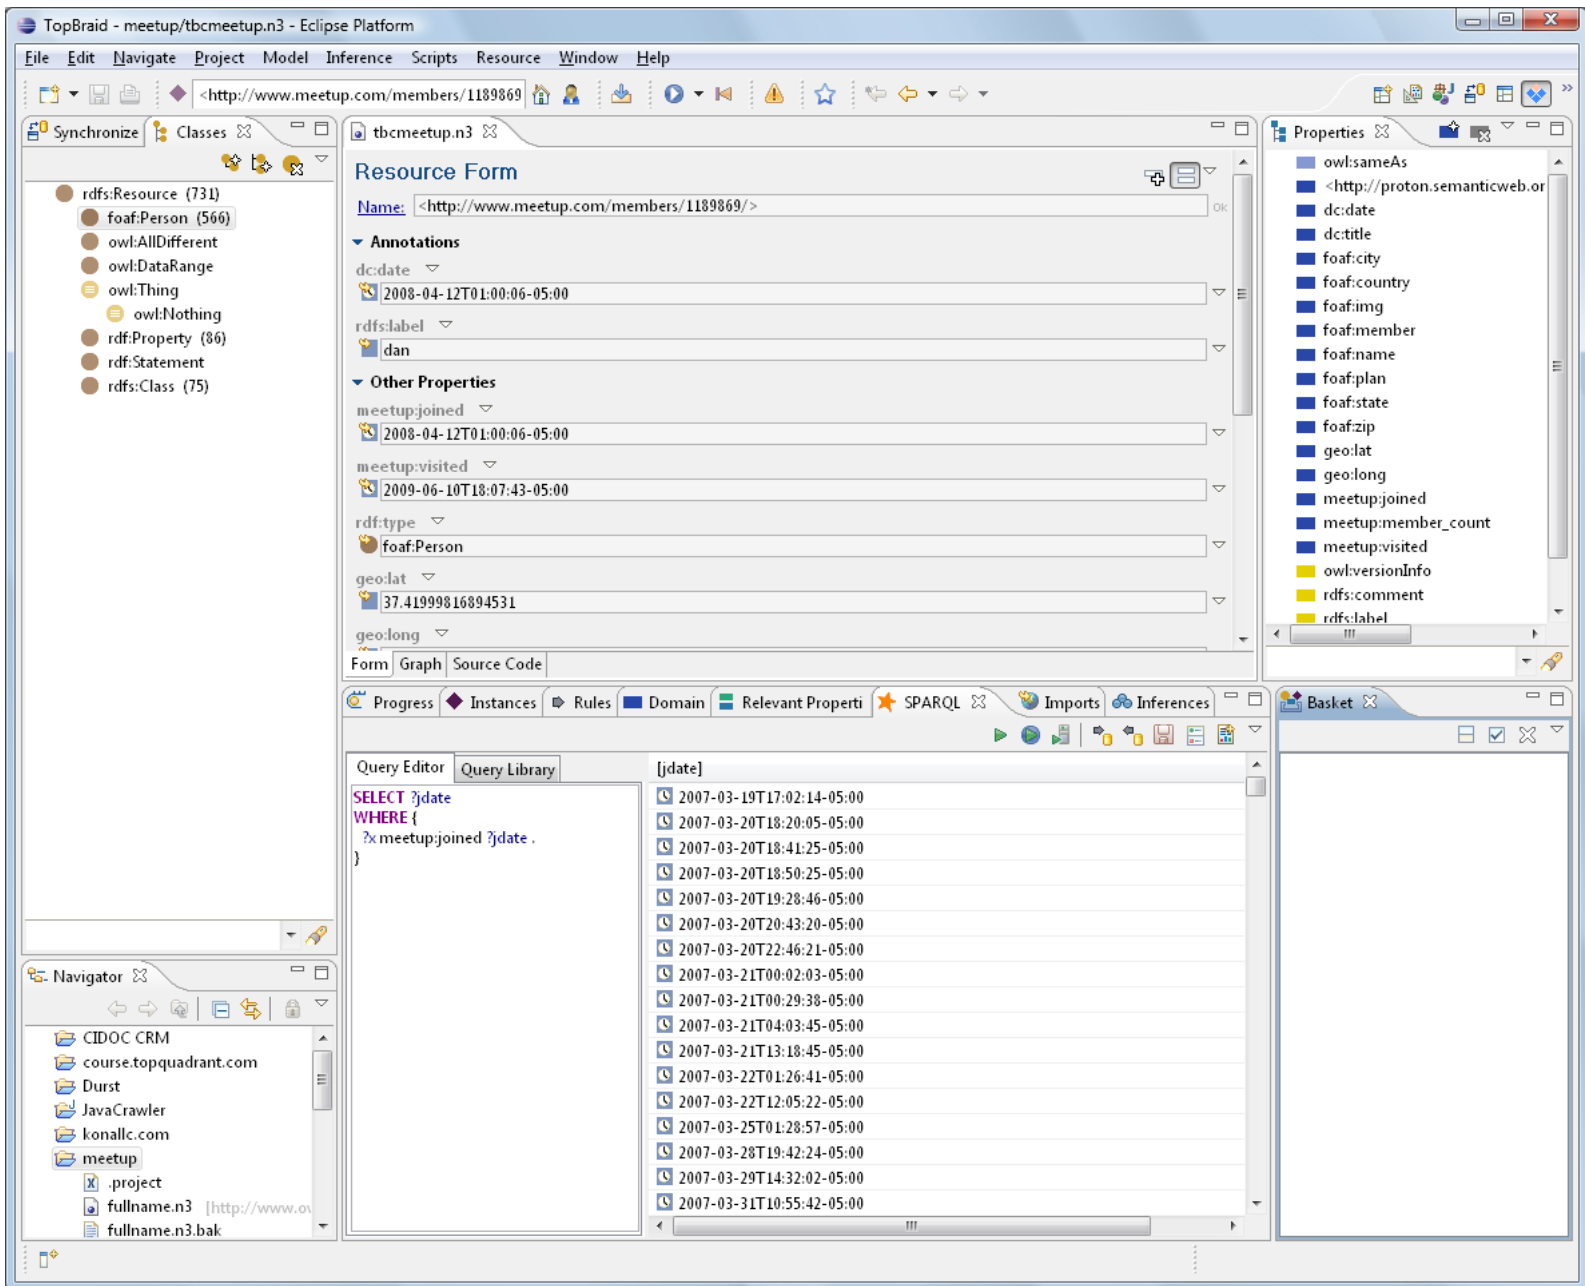 TopBraid - meetup/tbcmeetup.n3 - Eclipse Platform
File Edit Navigate Project Model Inference Scripts Resource Window Help
<http://www.meetup.com/members/1189869
Synchronize Classes
rdfs:Resource (731)
foaf:Person (566)
owl:AllDifferent
owl:DataRange
owl:Thing
owl:Nothing
rdf:Property (86)
rdf:Statement
rdfs:Class (75)
tbcmeetup.n3
Resource Form
Name: <http://www.meetup.com/members/1189869/> OK
Annotations
dc:date
2008-04-12T01:00:06-05:00
rdfs:label
dan
Other Properties
meetup:joined
2008-04-12T01:00:06-05:00
meetup:visited
2009-06-10T18:07:43-05:00
rdf:type
foaf:Person
geo:lat
37.41999816894531
geo:long
Form Graph Source Code
Properties
owl:sameAs
<http://proton.semanticweb.or
dc:date
dc:title
foaf:city
foaf:country
foaf:img
foaf:member
foaf:name
foaf:plan
foaf:state
foaf:zip
geo:lat
geo:long
meetup:joined
meetup:member_count
meetup:visited
owl:versionInfo
rdfs:comment
rdfs:label
Navigator
CIDOC CRM
course.topquadrant.com
Durst
JavaCrawler
konallc.com
meetup
.project
fullname.n3 [http://www.ov
fullname.n3.bak
Progress Instances Rules Domain Relevant Properti SPARQL Imports Inferences
Query Editor Query Library
SELECT ?jdate
WHERE {
?x meetup:joined ?jdate .
}
[jdate]
2007-03-19T17:02:14-05:00
2007-03-20T18:20:05-05:00
2007-03-20T18:41:25-05:00
2007-03-20T18:50:25-05:00
2007-03-20T19:28:46-05:00
2007-03-20T20:43:20-05:00
2007-03-20T22:46:21-05:00
2007-03-21T00:02:03-05:00
2007-03-21T00:29:38-05:00
2007-03-21T04:03:45-05:00
2007-03-21T13:18:45-05:00
2007-03-22T01:26:41-05:00
2007-03-22T12:05:22-05:00
2007-03-25T01:28:57-05:00
2007-03-28T19:42:24-05:00
2007-03-29T14:32:02-05:00
2007-03-31T10:55:42-05:00
Basket